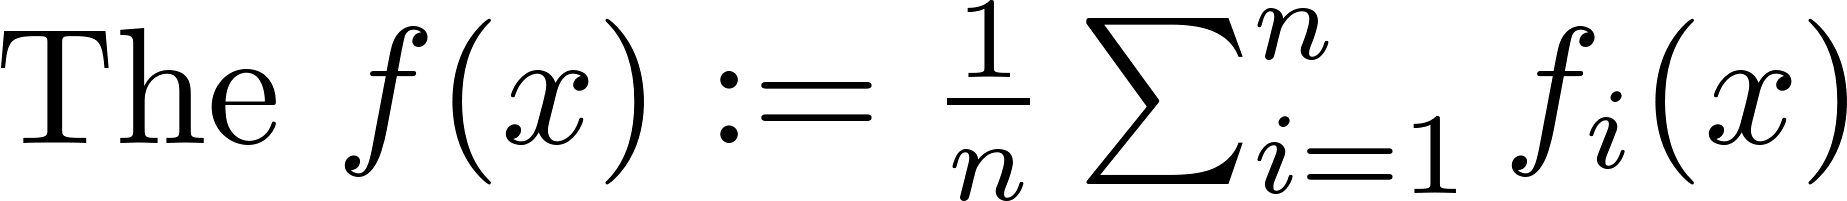 The $f(x) := \frac{1}{n} \sum_{i=1}^{n} f_i(x)$